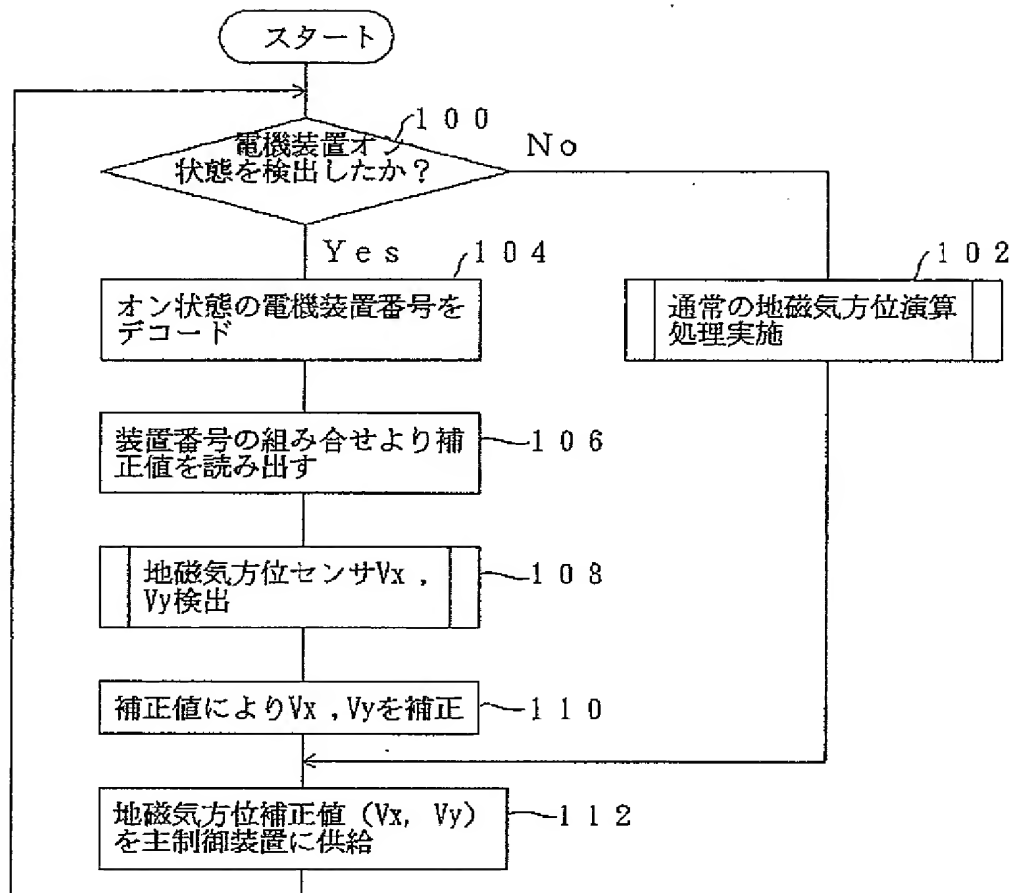 スタート
100
電機装置オン
状態を検出したか？
No
Yes
104
102
オン状態の電機装置番号を
デコード
通常の地磁気方位演算
処理実施
装置番号の組み合せより補
正値を読み出す
106
地磁気方位センサVx，
Vy検出
108
補正値によりVx，Vyを補正
110
地磁気方位補正値（Vx，Vy）
を主制御装置に供給
112